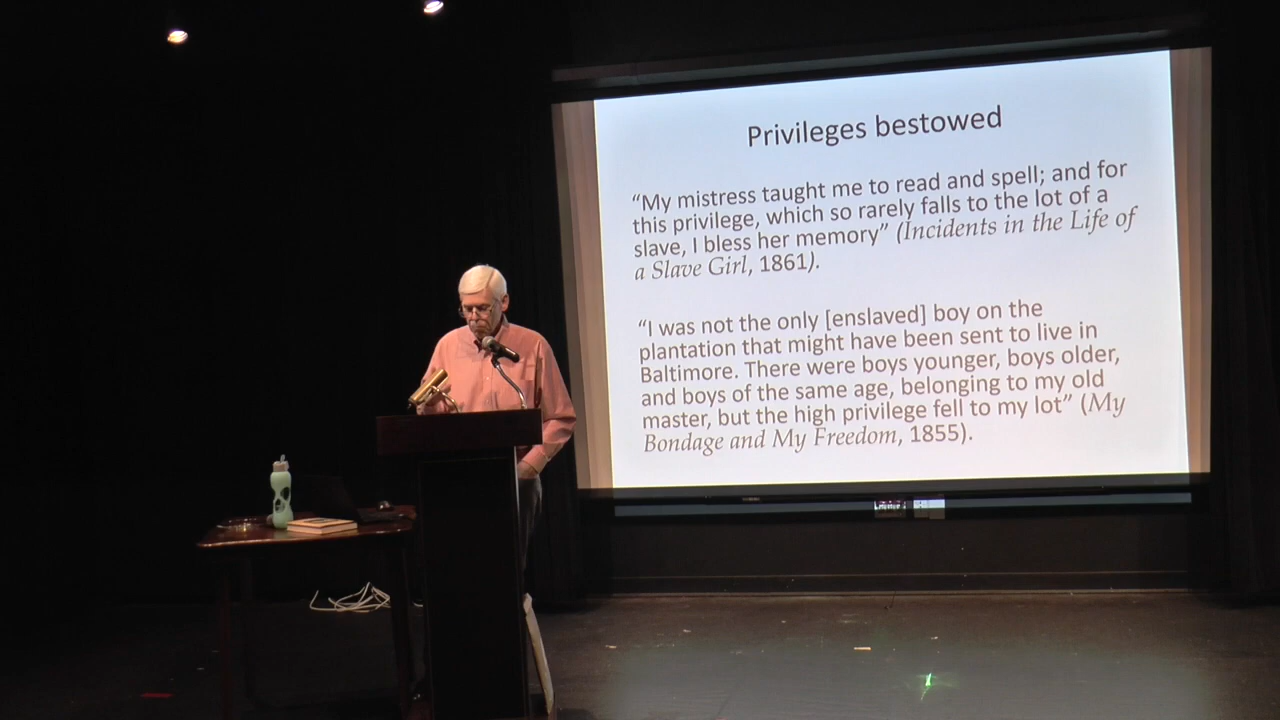 Privileges bestowed
“My mistress taught me to read and spell; and for
this privilege, which so rarely falls to the lot of a
slave, I bless her memory” (Incidents in the Life of
a Slave Girl, 1861).
“I was not the only [enslaved] boy on the
plantation that might have been sent to live in
Baltimore. There were boys younger, boys older,
and boys of the same age, belonging to my old
master, but the high privilege fell to my lot” (My
Bondage and My Freedom, 1855).